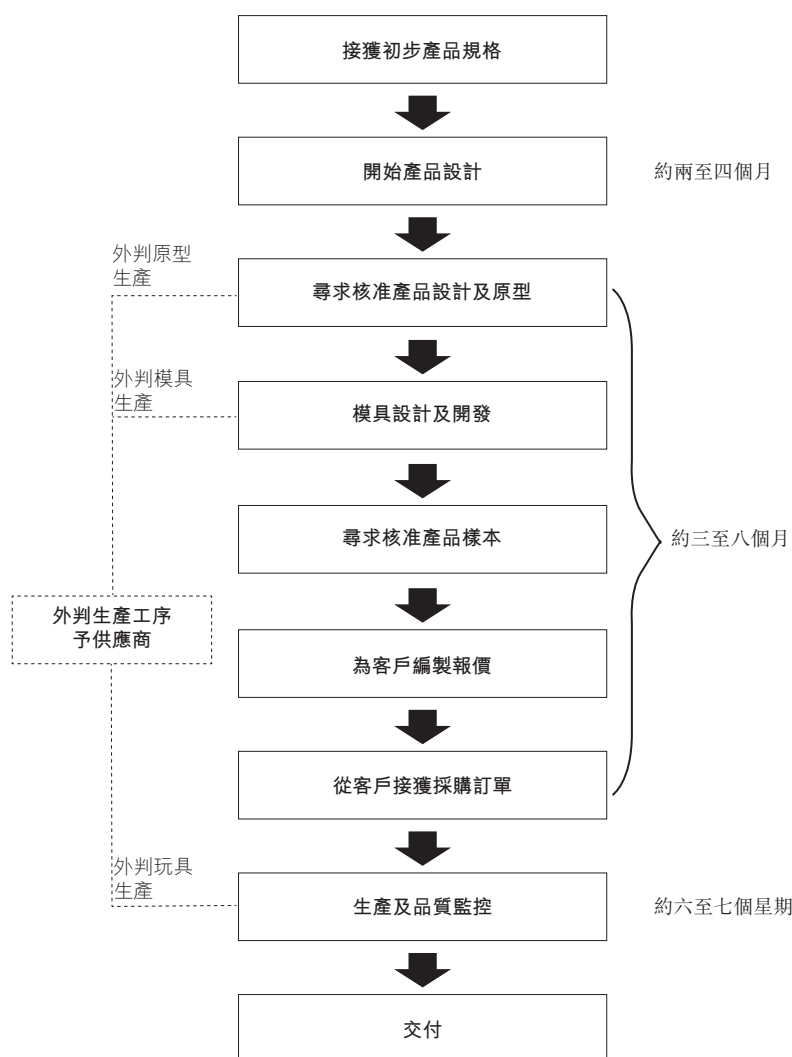 接獲初步產品規格
開始產品設計
約兩至四個月
外判原型
生產
尋求核准產品設計及原型
外判模具
生產
模具設計及開發
尋求核准產品樣本
約三至八個月
外判生產工序
予供應商
為客戶編製報價
從客戶接獲採購訂單
外判玩具
生產
生產及品質監控
約六至七個星期
交付